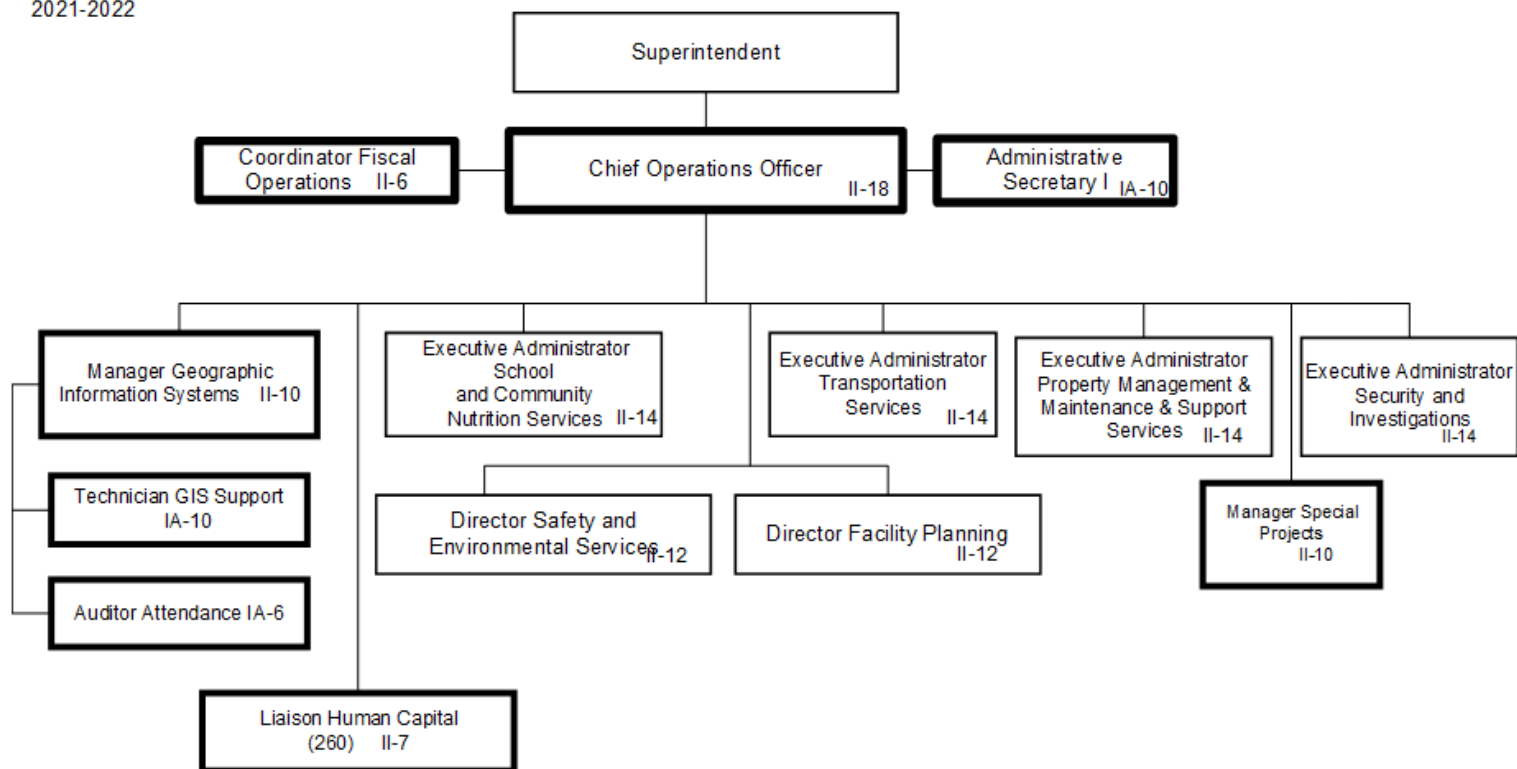 2021-2022
Superintendent
Coordinator Fiscal
Operations II-6
Chief Operations Officer
II-18
Administrative
Secretary I IA-10
Manager Geographic
Information Systems II-10
Executive Administrator
School
and Community
Nutrition Services II-14
Executive Administrator
Transportation
Services II-14
Executive Administrator
Property Management &
Maintenance & Support
Services II-14
Executive Administrator
Security and
Investigations
II-14
Technician GIS Support
IA-10
Director Safety and
Environmental Services II-12
Director Facility Planning
II-12
Manager Special
Projects
II-10
Auditor Attendance IA-6
Liaison Human Capital
(260) II-7